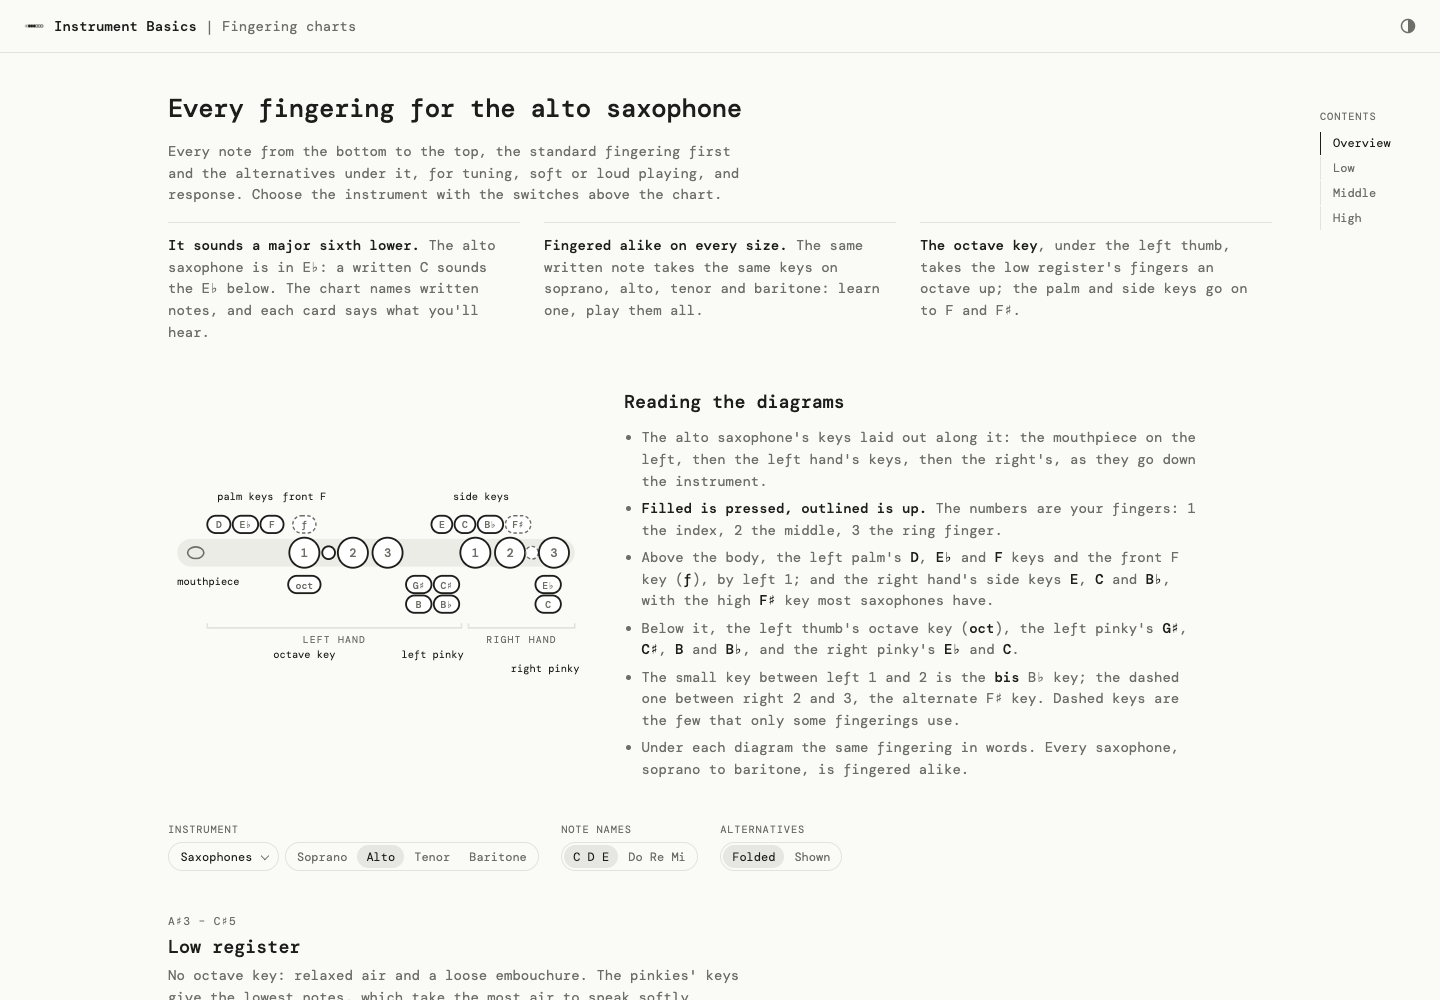 Instrument Basics | Fingering charts
Every fingering for the alto saxophone
Every note from the bottom to the top, the standard fingering first
and the alternatives under it, for tuning, soft or loud playing, and
response. Choose the instrument with the switches above the chart.
CONTENTS
Overview
Low
Middle
High
It sounds a major sixth lower. The alto
saxophone is in E♭: a written C sounds
the E♭ below. The chart names written
notes, and each card says what you'll
hear.
Fingered alike on every size. The same
written note takes the same keys on
soprano, alto, tenor and baritone: learn
one, play them all.
The octave key, under the left thumb,
takes the low register's fingers an
octave up; the palm and side keys go on
to F and F♯.
palm keys front F side keys
D E♭ F f E C B♭ F♯
1 2 3 1 2 3
mouthpiece
oct G♯ C♯ E♭
B B♭ C
LEFT HAND RIGHT HAND
octave key left pinky
right pinky
Reading the diagrams
• The alto saxophone's keys laid out along it: the mouthpiece on the
left, then the left hand's keys, then the right's, as they go down
the instrument.
• Filled is pressed, outlined is up. The numbers are your fingers: 1
the index, 2 the middle, 3 the ring finger.
• Above the body, the left palm's D, E♭ and F keys and the front F
key (f), by left 1; and the right hand's side keys E, C and B♭,
with the high F♯ key most saxophones have.
• Below it, the left thumb's octave key (oct), the left pinky's G♯,
C♯, B and B♭, and the right pinky's E♭ and C.
• The small key between left 1 and 2 is the bis B♭ key; the dashed
one between right 2 and 3, the alternate F♯ key. Dashed keys are
the few that only some fingerings use.
• Under each diagram the same fingering in words. Every saxophone,
soprano to baritone, is fingered alike.
INSTRUMENT
Saxophones Soprano Alto Tenor Baritone
NOTE NAMES
C D E Do Re Mi
ALTERNATIVES
Folded Shown
A♯3 – C♯5
Low register
No octave key: relaxed air and a loose embouchure. The pinkies' keys
give the lowest notes, which take the most air to speak softly.